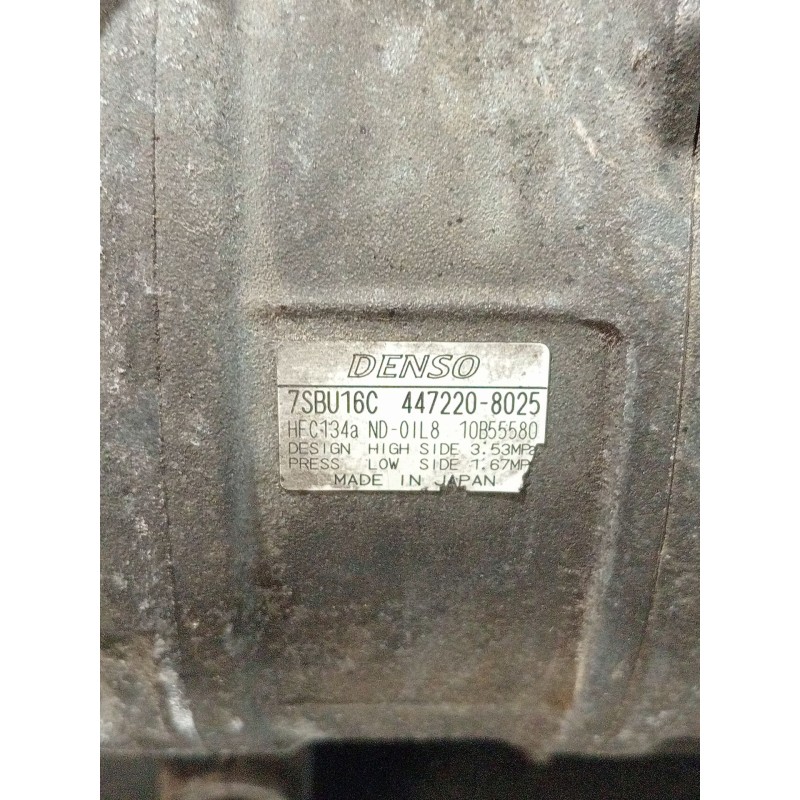 DENSO
7SBU16C 447220-8025
HFC134a ND-OIL8 10B55580
DESIGN HIGH SIDE 3.53MPa
PRESS LOW SIDE 1.67MP
MADE IN JAPAN